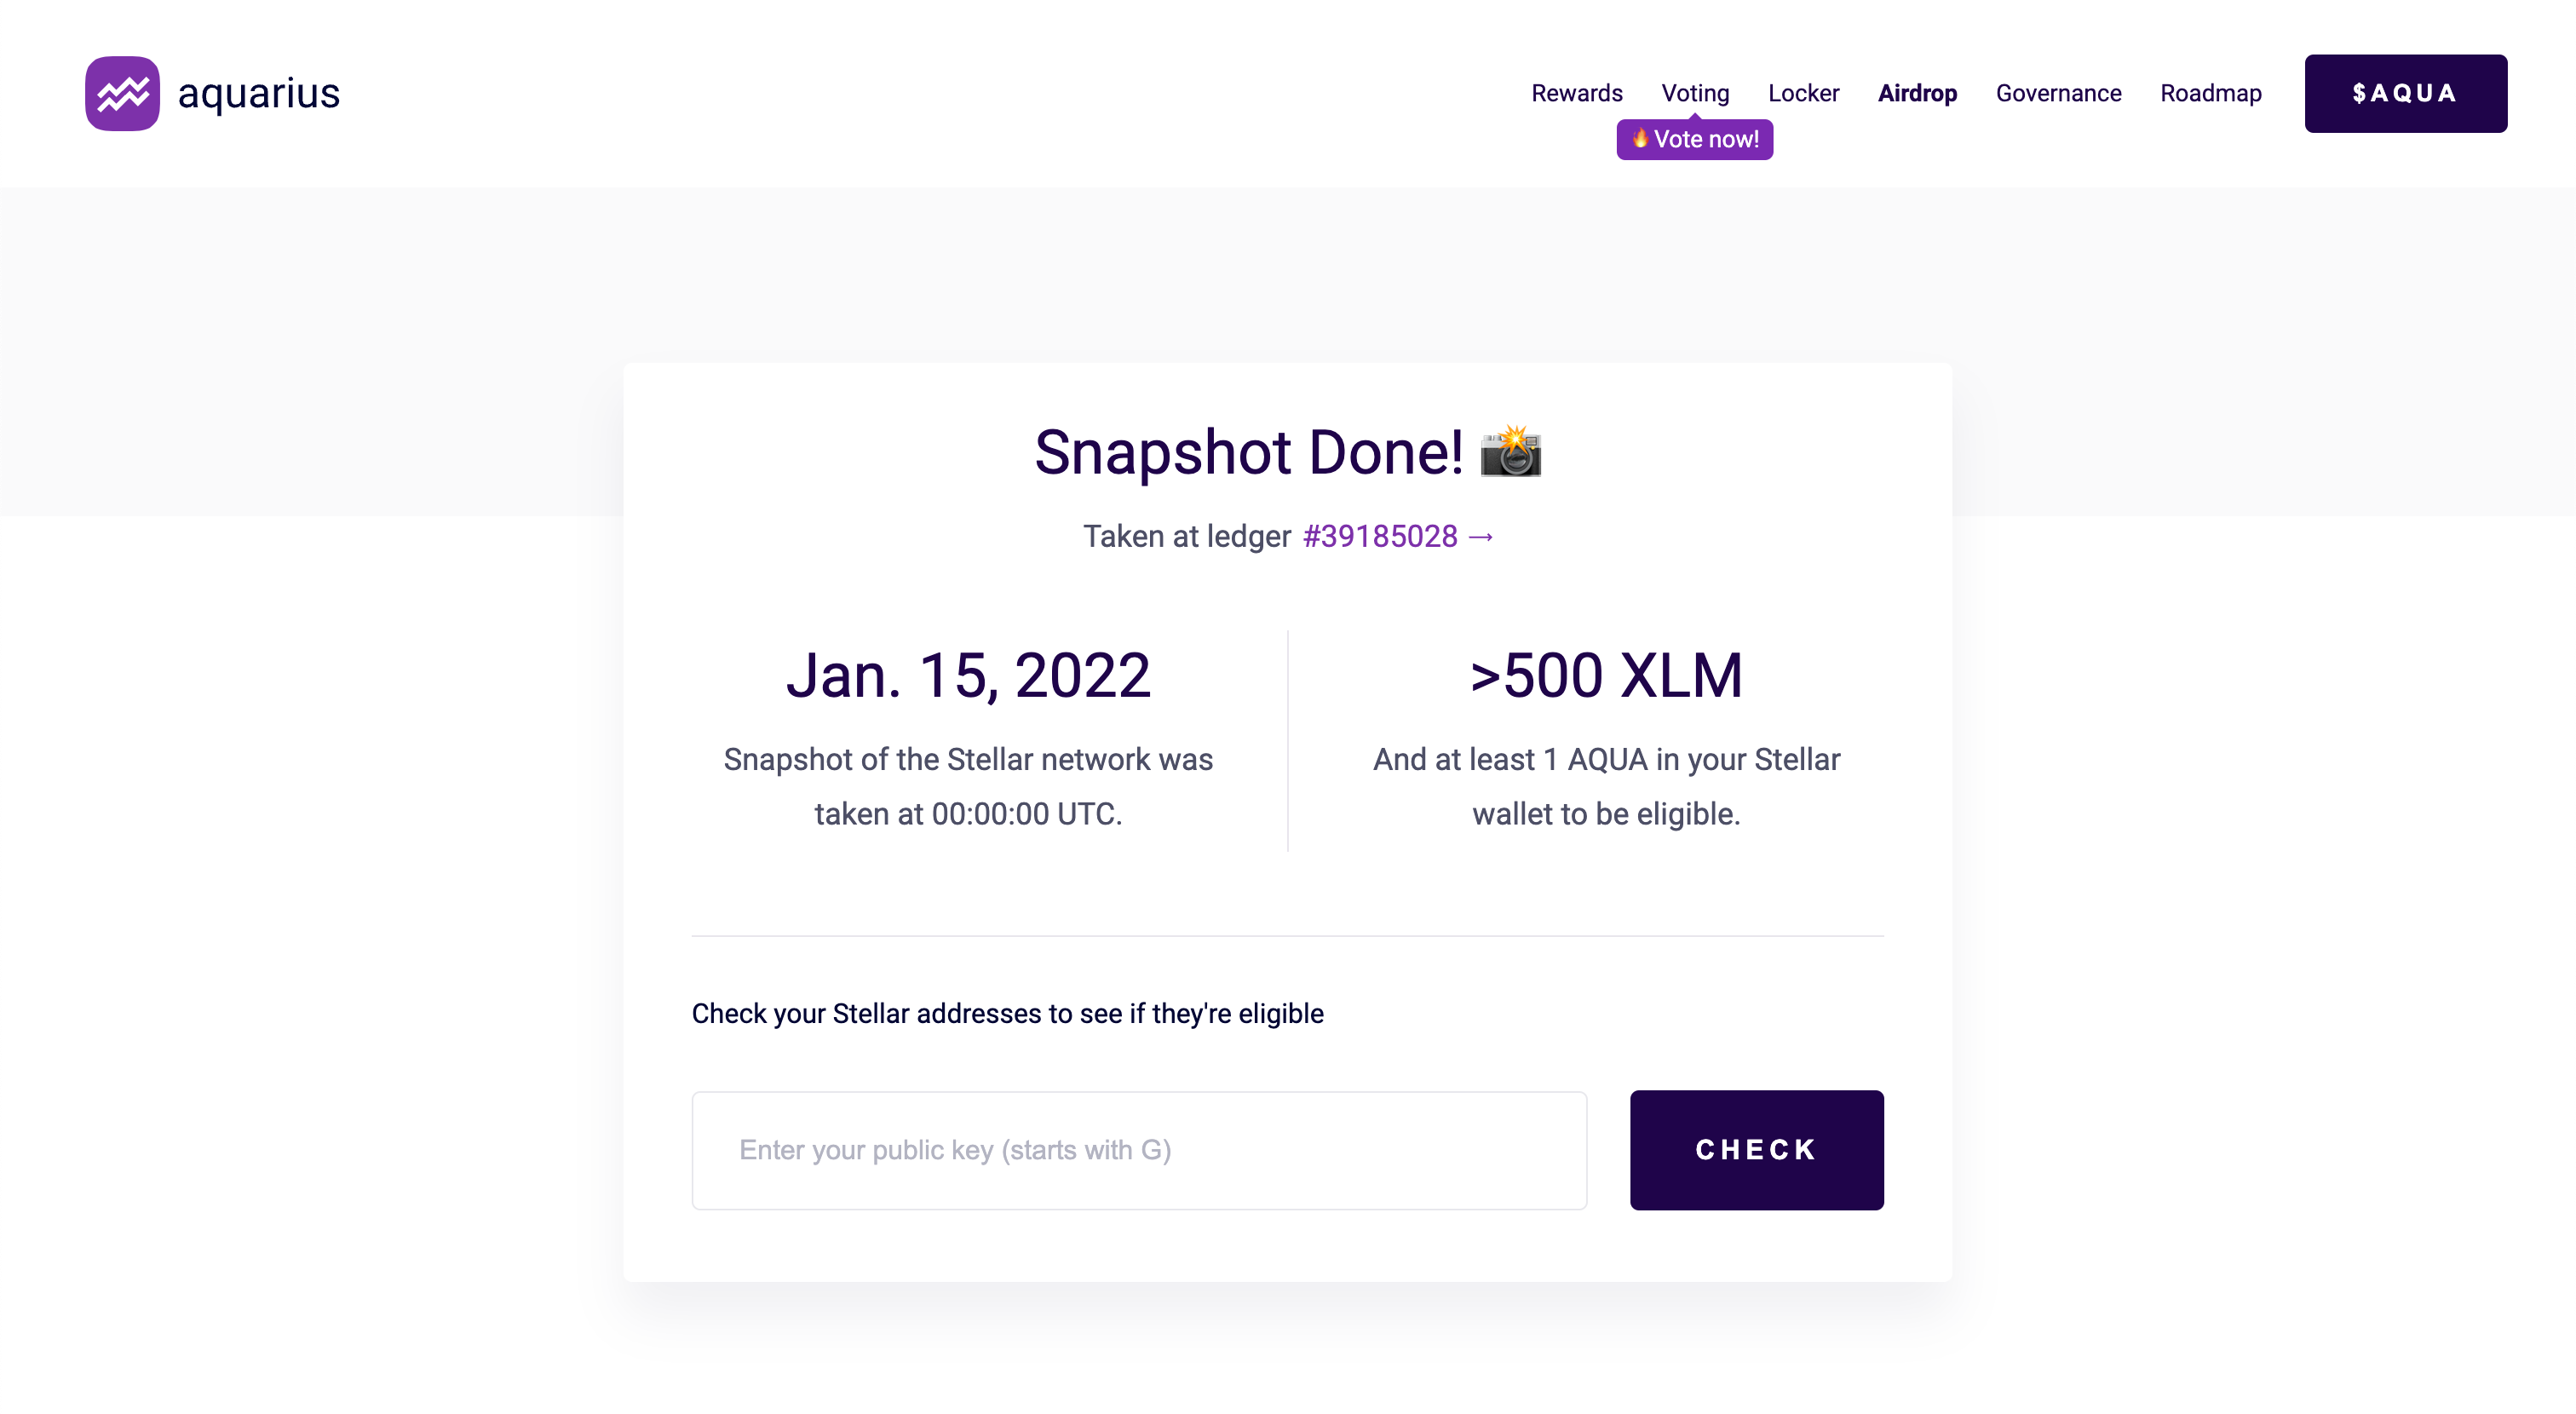 aquarius
Rewards Voting Locker Airdrop Governance Roadmap $AQUA
🔥 Vote now!
Snapshot Done! 📸
Taken at ledger #39185028 →
Jan. 15, 2022
Snapshot of the Stellar network was
taken at 00:00:00 UTC.
>500 XLM
And at least 1 AQUA in your Stellar
wallet to be eligible.
Check your Stellar addresses to see if they're eligible
Enter your public key (starts with G)
CHECK